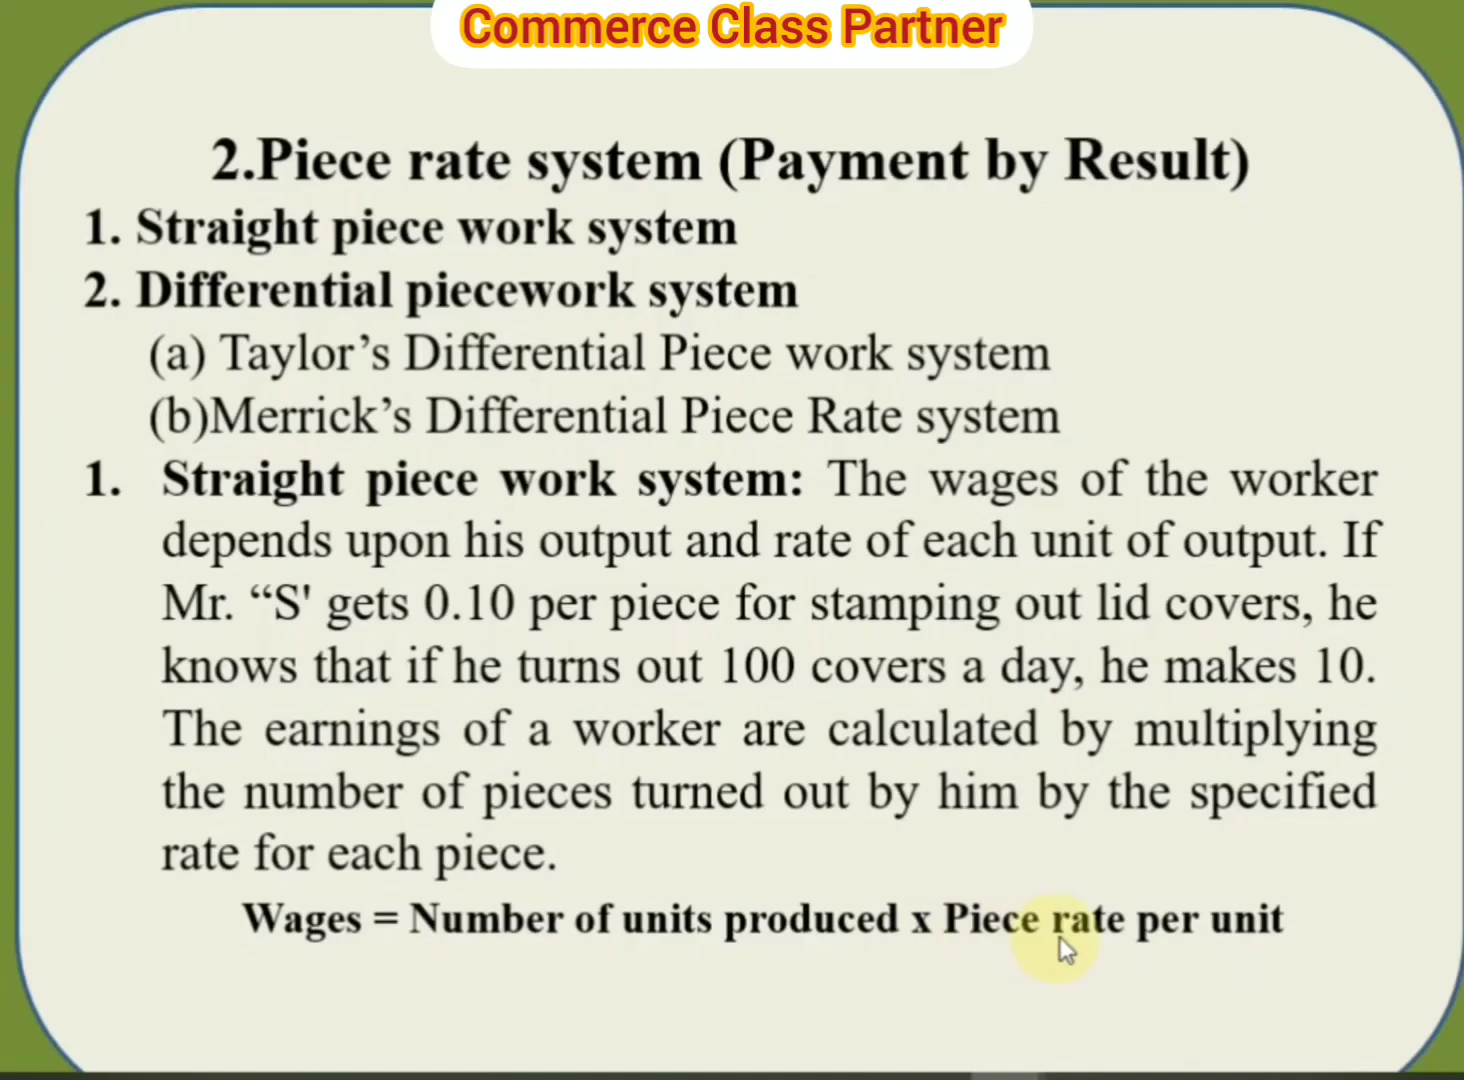 Commerce Class Partner
2.Piece rate system (Payment by Result)
1. Straight piece work system
2. Differential piecework system
(a) Taylor’s Differential Piece work system
(b)Merrick’s Differential Piece Rate system
1. Straight piece work system: The wages of the worker
depends upon his output and rate of each unit of output. If
Mr. “S' gets 0.10 per piece for stamping out lid covers, he
knows that if he turns out 100 covers a day, he makes 10.
The earnings of a worker are calculated by multiplying
the number of pieces turned out by him by the specified
rate for each piece.
Wages = Number of units produced x Piece rate per unit